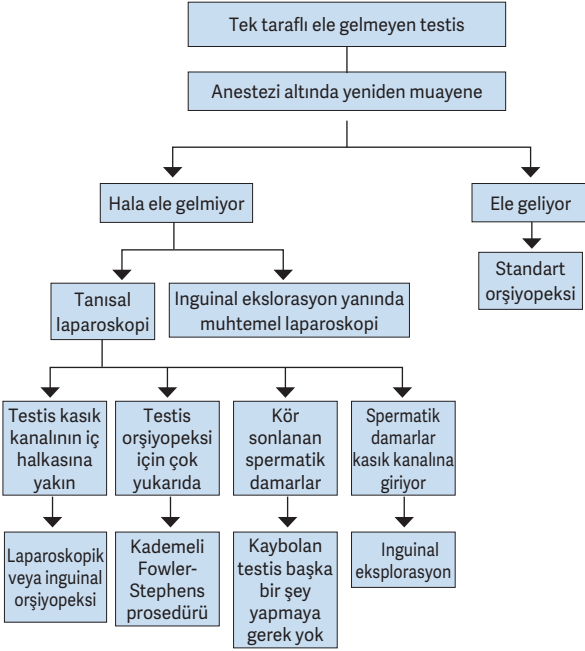 Tek taraflı ele gelmeyen testis
Anestezi altında yeniden muayene
Hala ele gelmiyor
Ele geliyor
Tanısal
laparoskopi
Inguinal ekslorasyon yanında
muhtemel laparoskopi
Standart
orşiyopeksi
Testis kasık
kanalının iç
halkasına
yakın
Testis
orşiyopeksi
için çok
yukarıda
Kör
sonlanan
spermatik
damarlar
Spermatik
damarlar
kasık kanalına
giriyor
Laparoskopik
veya inguinal
orşiyopeksi
Kademeli
Fowler-
Stephens
prosedürü
Kaybolan
testis başka
bir şey
yapmaya
gerek yok
Inguinal
eksplorasyon